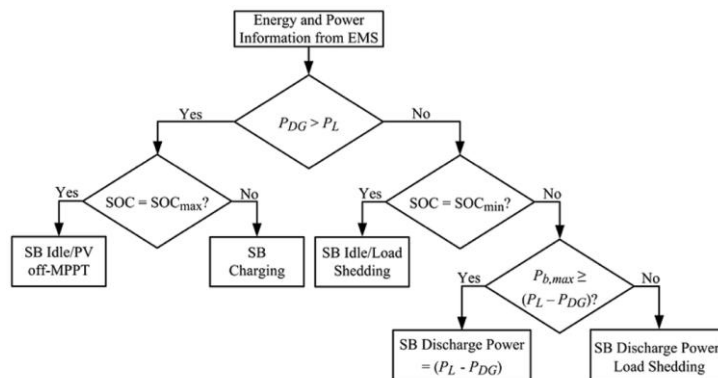 Energy and Power
Information from EMS
Yes
P_DG > P_L
No
Yes
SOC = SOC_max?
No
Yes
SOC = SOC_min?
No
SB Idle/PV
off-MPPT
SB
Charging
SB Idle/Load
Shedding
Yes
P_b,max ≥
(P_L – P_DG)?
No
SB Discharge Power
= (P_L - P_DG)
SB Discharge Power
Load Shedding